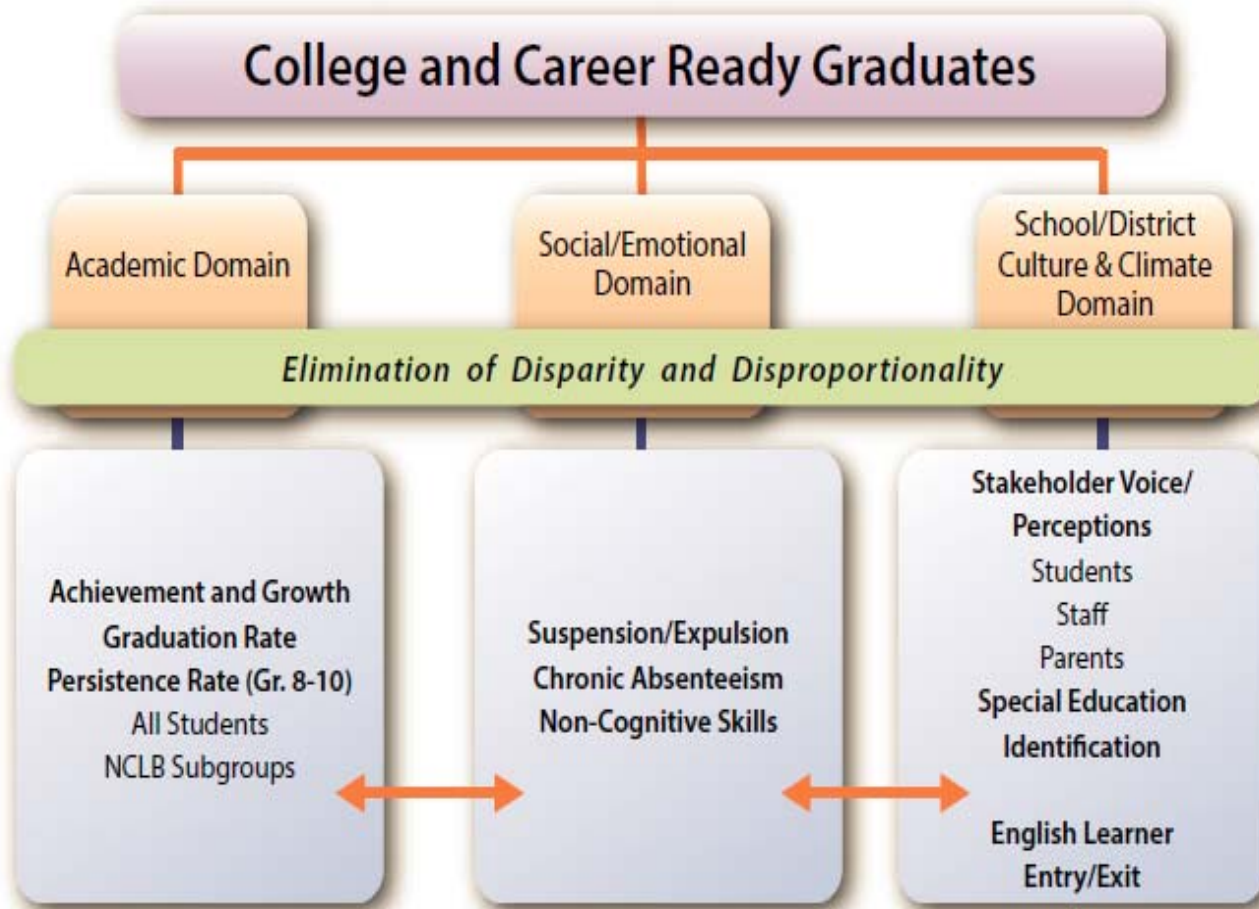 College and Career Ready Graduates
Academic Domain
Social/Emotional
Domain
School/District
Culture & Climate
Domain
Elimination of Disparity and Disproportionality
Achievement and Growth
Graduation Rate
Persistence Rate (Gr. 8-10)
All Students
NCLB Subgroups
Suspension/Expulsion
Chronic Absenteeism
Non-Cognitive Skills
Stakeholder Voice/
Perceptions
Students
Staff
Parents
Special Education
Identification
English Learner
Entry/Exit